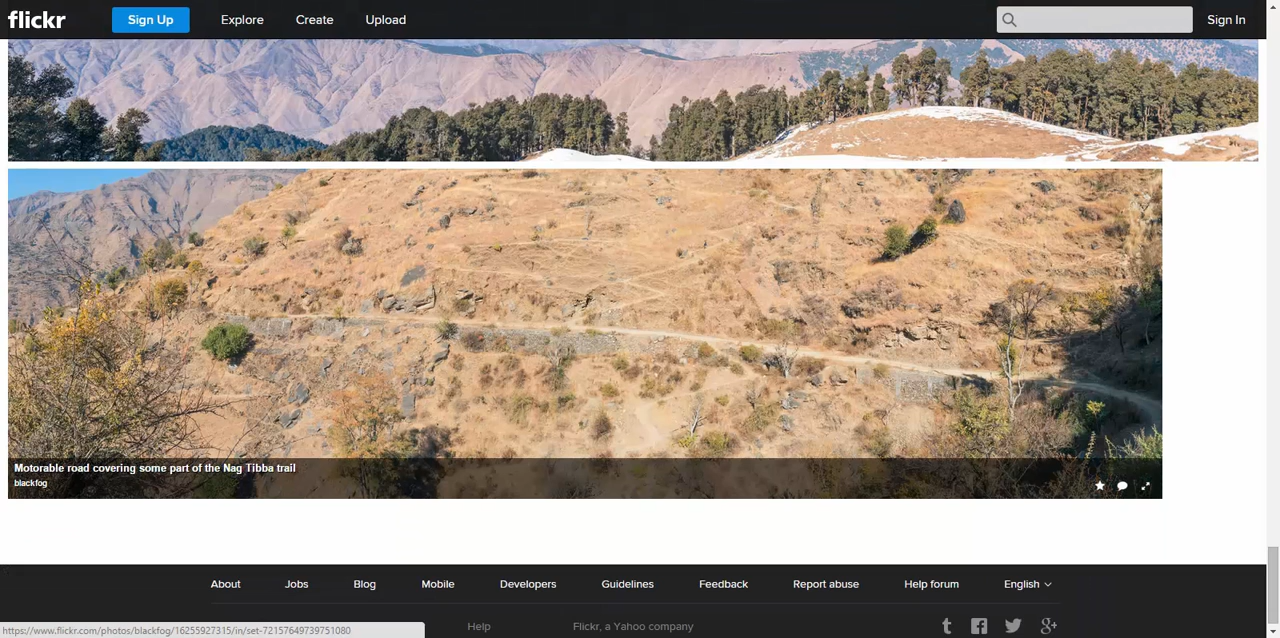 flickr
Sign Up
Explore
Create
Upload
Sign In
Motorable road covering some part of the Nag Tibba trail
blackfog
About
Jobs
Blog
Mobile
Developers
Guidelines
Feedback
Report abuse
Help forum
English
https://www.flickr.com/photos/blackfog/16255927315/in/set-72157649739751080
Help
Flickr, a Yahoo company